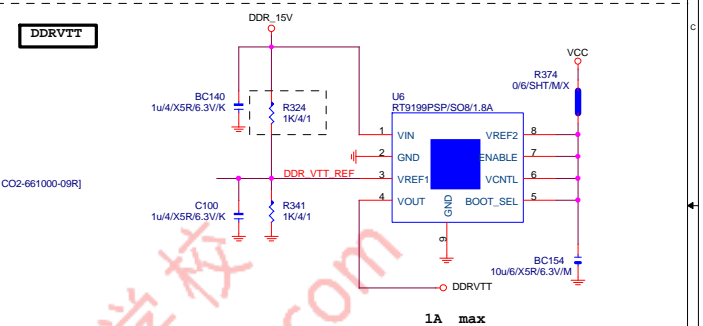 DDRVTT
DDR_15V
C
VCC
R374
0/6/SHT/M/X
BC140
1u/4/X5R/6.3V/K
R324
1K/4/1
U6
RT9199PSP/SO8/1.8A
1 VIN VREF2 8
2 GND ENABLE 7
CO2-661000-09R]
DDR_VTT_REF 3 VREF1 VCNTL 6
4 VOUT BOOT_SEL 5
GND
9
C100
1u/4/X5R/6.3V/K
R341
1K/4/1
BC154
10u/6/X5R/6.3V/M
DDRVTT
1A max
学校
com